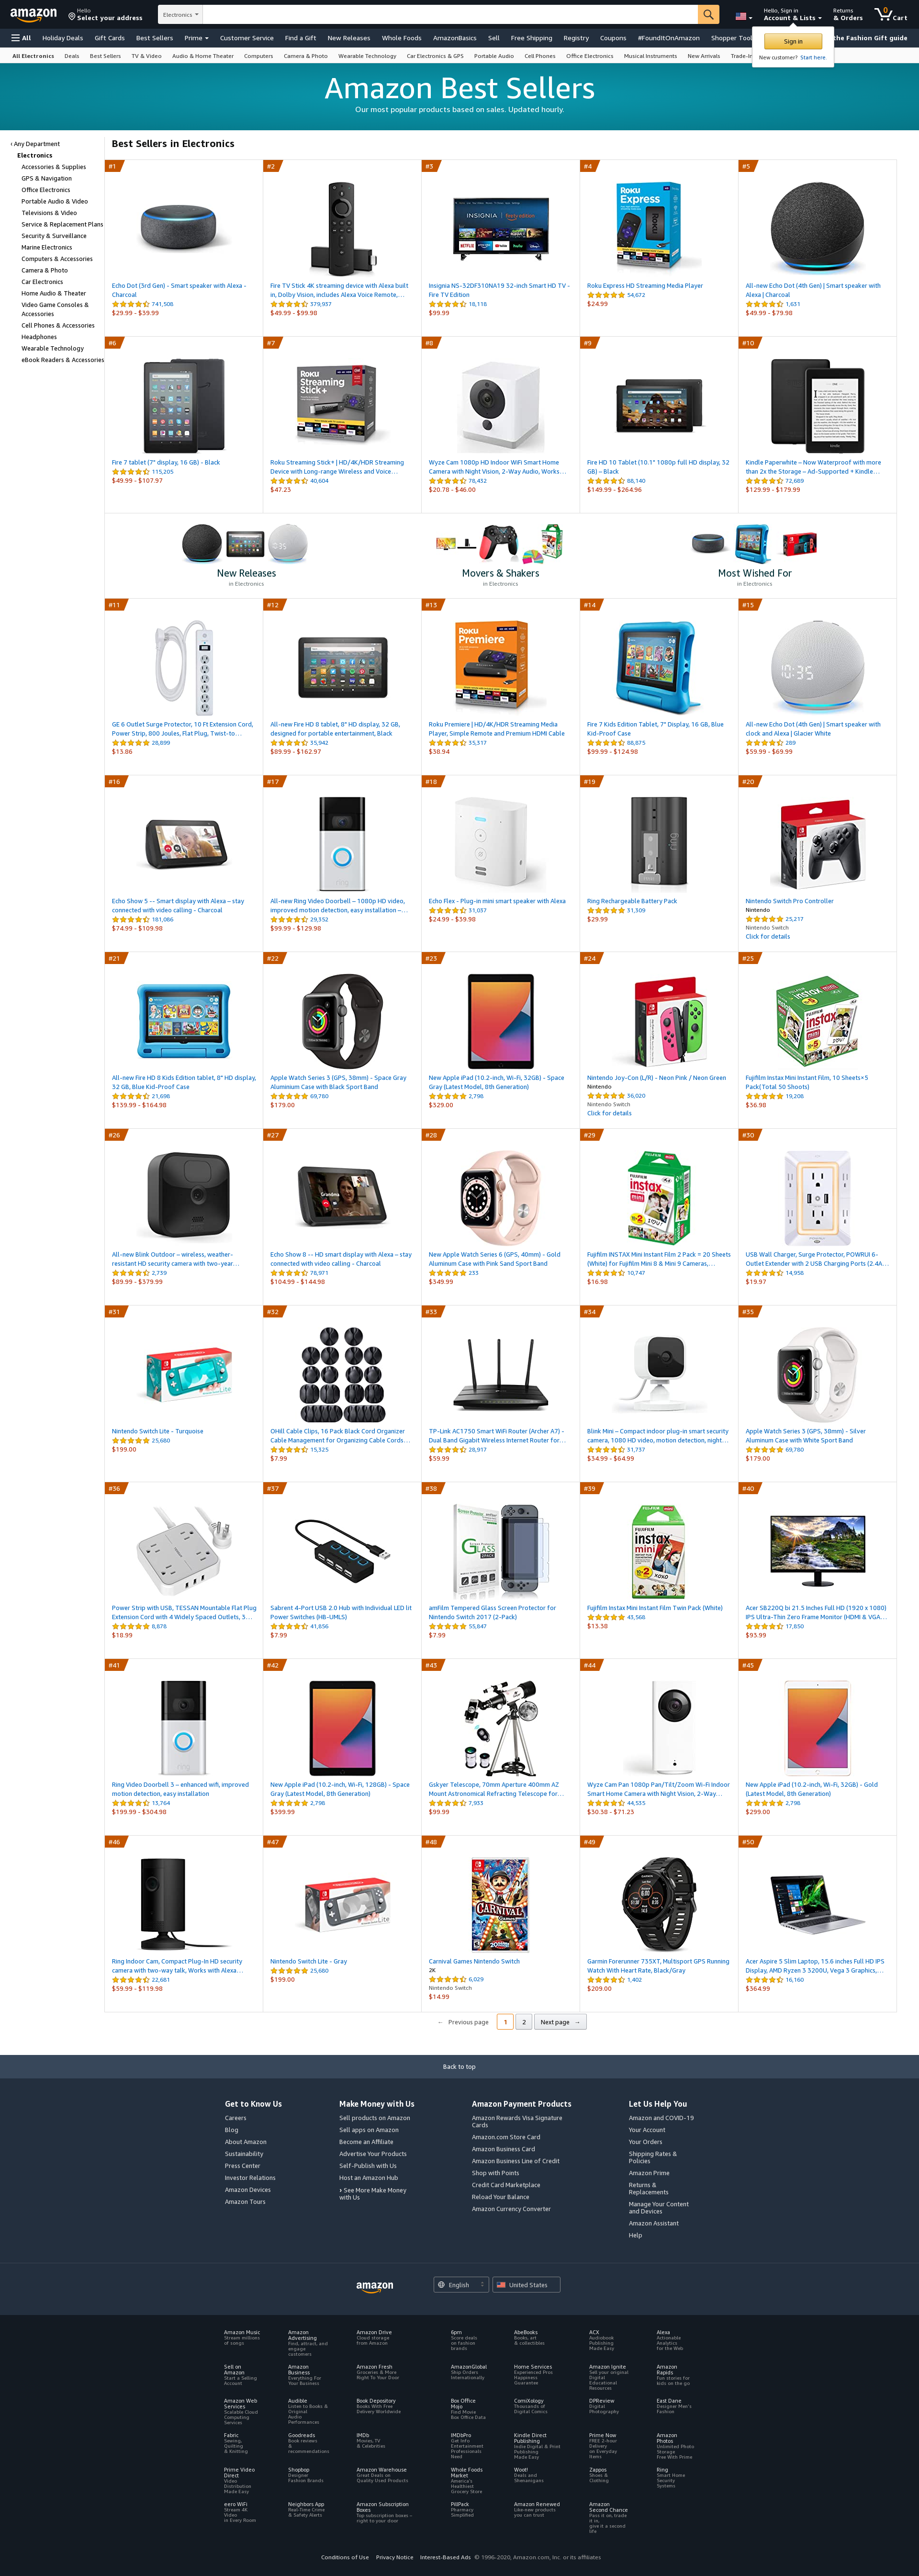 amazon
Hello
Select your address
Electronics
Hello, Sign in
Account & Lists
Returns
& Orders
0
Cart
All
Holiday Deals
Gift Cards
Best Sellers
Prime
Customer Service
Find a Gift
New Releases
Whole Foods
AmazonBasics
Sell
Free Shipping
Registry
Coupons
#FoundItOnAmazon
Shopper Tool
the Fashion Gift guide
Sign in
New customer? Start here.
All Electronics
Deals
Best Sellers
TV & Video
Audio & Home Theater
Computers
Camera & Photo
Wearable Technology
Car Electronics & GPS
Portable Audio
Cell Phones
Office Electronics
Musical Instruments
New Arrivals
Trade-In
Amazon Best Sellers
Our most popular products based on sales. Updated hourly.
‹ Any Department
Electronics
Accessories & Supplies
GPS & Navigation
Office Electronics
Portable Audio & Video
Televisions & Video
Service & Replacement Plans
Security & Surveillance
Marine Electronics
Computers & Accessories
Camera & Photo
Car Electronics
Home Audio & Theater
Video Game Consoles &
Accessories
Cell Phones & Accessories
Headphones
Wearable Technology
eBook Readers & Accessories
Best Sellers in Electronics
#1
Echo Dot (3rd Gen) - Smart speaker with Alexa -
Charcoal
741,508
$29.99 - $39.99
#2
Fire TV Stick 4K streaming device with Alexa built
in, Dolby Vision, includes Alexa Voice Remote,…
379,937
$49.99 - $99.98
#3
Insignia NS-32DF310NA19 32-inch Smart HD TV -
Fire TV Edition
18,118
$99.99
#4
Roku Express HD Streaming Media Player
54,672
$24.99
#5
All-new Echo Dot (4th Gen) | Smart speaker with
Alexa | Charcoal
1,631
$49.99 - $79.98
#6
Fire 7 tablet (7" display, 16 GB) - Black
115,205
$49.99 - $107.97
#7
Roku Streaming Stick+ | HD/4K/HDR Streaming
Device with Long-range Wireless and Voice…
40,604
$47.23
#8
Wyze Cam 1080p HD Indoor WiFi Smart Home
Camera with Night Vision, 2-Way Audio, Works…
78,432
$20.78 - $46.00
#9
Fire HD 10 Tablet (10.1" 1080p full HD display, 32
GB) – Black
88,140
$149.99 - $264.96
#10
Kindle Paperwhite – Now Waterproof with more
than 2x the Storage – Ad-Supported + Kindle…
72,689
$129.99 - $179.99
New Releases
in Electronics
Movers & Shakers
in Electronics
Most Wished For
in Electronics
#11
GE 6 Outlet Surge Protector, 10 Ft Extension Cord,
Power Strip, 800 Joules, Flat Plug, Twist-to…
28,899
$13.86
#12
All-new Fire HD 8 tablet, 8" HD display, 32 GB,
designed for portable entertainment, Black
35,942
$89.99 - $162.97
#13
Roku Premiere | HD/4K/HDR Streaming Media
Player, Simple Remote and Premium HDMI Cable
35,317
$38.94
#14
Fire 7 Kids Edition Tablet, 7" Display, 16 GB, Blue
Kid-Proof Case
88,875
$99.99 - $124.98
#15
All-new Echo Dot (4th Gen) | Smart speaker with
clock and Alexa | Glacier White
289
$59.99 - $69.99
#16
Echo Show 5 -- Smart display with Alexa – stay
connected with video calling - Charcoal
181,086
$74.99 - $109.98
#17
All-new Ring Video Doorbell – 1080p HD video,
improved motion detection, easy installation –…
29,352
$99.99 - $129.98
#18
Echo Flex - Plug-in mini smart speaker with Alexa
31,037
$24.99 - $39.98
#19
Ring Rechargeable Battery Pack
31,309
$29.99
#20
Nintendo Switch Pro Controller
Nintendo
25,217
Nintendo Switch
Click for details
#21
All-new Fire HD 8 Kids Edition tablet, 8" HD display,
32 GB, Blue Kid-Proof Case
21,698
$139.99 - $164.98
#22
Apple Watch Series 3 (GPS, 38mm) - Space Gray
Aluminium Case with Black Sport Band
69,780
$179.00
#23
New Apple iPad (10.2-inch, Wi-Fi, 32GB) - Space
Gray (Latest Model, 8th Generation)
2,798
$329.00
#24
Nintendo Joy-Con (L/R) - Neon Pink / Neon Green
Nintendo
36,020
Nintendo Switch
Click for details
#25
Fujifilm Instax Mini Instant Film, 10 Sheets×5
Pack(Total 50 Shoots)
19,208
$36.98
#26
All-new Blink Outdoor – wireless, weather-
resistant HD security camera with two-year…
2,739
$89.99 - $379.99
#27
Echo Show 8 -- HD smart display with Alexa – stay
connected with video calling - Charcoal
78,971
$104.99 - $144.98
#28
New Apple Watch Series 6 (GPS, 40mm) - Gold
Aluminum Case with Pink Sand Sport Band
233
$349.99
#29
Fujifilm INSTAX Mini Instant Film 2 Pack = 20 Sheets
(White) for Fujifilm Mini 8 & Mini 9 Cameras,…
10,747
$16.98
#30
USB Wall Charger, Surge Protector, POWRUI 6-
Outlet Extender with 2 USB Charging Ports (2.4A…
14,958
$19.97
#31
Nintendo Switch Lite - Turquoise
25,660
$199.00
#32
OHill Cable Clips, 16 Pack Black Cord Organizer
Cable Management for Organizing Cable Cords…
15,325
$7.99
#33
TP-Link AC1750 Smart WiFi Router (Archer A7) -
Dual Band Gigabit Wireless Internet Router for…
28,917
$59.99
#34
Blink Mini – Compact indoor plug-in smart security
camera, 1080 HD video, motion detection, night…
31,737
$34.99 - $64.99
#35
Apple Watch Series 3 (GPS, 38mm) - Silver
Aluminum Case with White Sport Band
69,780
$179.00
#36
Power Strip with USB, TESSAN Mountable Flat Plug
Extension Cord with 4 Widely Spaced Outlets, 3…
8,878
$18.99
#37
Sabrent 4-Port USB 2.0 Hub with Individual LED lit
Power Switches (HB-UMLS)
41,856
$7.99
#38
amFilm Tempered Glass Screen Protector for
Nintendo Switch 2017 (2-Pack)
55,847
$7.99
#39
Fujifilm Instax Mini Instant Film Twin Pack (White)
43,568
$13.38
#40
Acer SB220Q bi 21.5 Inches Full HD (1920 x 1080)
IPS Ultra-Thin Zero Frame Monitor (HDMI & VGA…
17,850
$93.99
#41
Ring Video Doorbell 3 – enhanced wifi, improved
motion detection, easy installation
13,764
$199.99 - $304.98
#42
New Apple iPad (10.2-inch, Wi-Fi, 128GB) - Space
Gray (Latest Model, 8th Generation)
2,798
$399.99
#43
Gskyer Telescope, 70mm Aperture 400mm AZ
Mount Astronomical Refracting Telescope for…
7,933
$99.99
#44
Wyze Cam Pan 1080p Pan/Tilt/Zoom Wi-Fi Indoor
Smart Home Camera with Night Vision, 2-Way…
44,535
$30.38 - $71.23
#45
New Apple iPad (10.2-inch, Wi-Fi, 32GB) - Gold
(Latest Model, 8th Generation)
2,798
$299.00
#46
Ring Indoor Cam, Compact Plug-In HD security
camera with two-way talk, Works with Alexa…
22,661
$59.99 - $119.98
#47
Nintendo Switch Lite - Gray
25,660
$199.00
#48
Carnival Games Nintendo Switch
2K
6,029
Nintendo Switch
$14.99
#49
Garmin Forerunner 735XT, Multisport GPS Running
Watch With Heart Rate, Black/Gray
1,402
$209.00
#50
Acer Aspire 5 Slim Laptop, 15.6 inches Full HD IPS
Display, AMD Ryzen 3 3200U, Vega 3 Graphics,…
16,160
$364.99
← Previous page
1
2
Next page →
Back to top
Get to Know Us
Careers
Blog
About Amazon
Sustainability
Press Center
Investor Relations
Amazon Devices
Amazon Tours
Make Money with Us
Sell products on Amazon
Sell apps on Amazon
Become an Affiliate
Advertise Your Products
Self-Publish with Us
Host an Amazon Hub
› See More Make Money
with Us
Amazon Payment Products
Amazon Rewards Visa Signature
Cards
Amazon.com Store Card
Amazon Business Card
Amazon Business Line of Credit
Shop with Points
Credit Card Marketplace
Reload Your Balance
Amazon Currency Converter
Let Us Help You
Amazon and COVID-19
Your Account
Your Orders
Shipping Rates &
Policies
Amazon Prime
Returns &
Replacements
Manage Your Content
and Devices
Amazon Assistant
Help
amazon
English
United States
Amazon Music
Stream millions
of songs
Amazon
Advertising
Find, attract, and
engage
customers
Amazon Drive
Cloud storage
from Amazon
6pm
Score deals
on fashion
brands
AbeBooks
Books, art
& collectibles
ACX
Audiobook
Publishing
Made Easy
Alexa
Actionable
Analytics
for the Web
Sell on
Amazon
Start a Selling
Account
Amazon
Business
Everything For
Your Business
Amazon Fresh
Groceries & More
Right To Your Door
AmazonGlobal
Ship Orders
Internationally
Home Services
Experienced Pros
Happiness
Guarantee
Amazon Ignite
Sell your original
Digital
Educational
Resources
Amazon
Rapids
Fun stories for
kids on the go
Amazon Web
Services
Scalable Cloud
Computing
Services
Audible
Listen to Books &
Original
Audio
Performances
Book Depository
Books With Free
Delivery Worldwide
Box Office
Mojo
Find Movie
Box Office Data
ComiXology
Thousands of
Digital Comics
DPReview
Digital
Photography
East Dane
Designer Men's
Fashion
Fabric
Sewing,
Quilting
& Knitting
Goodreads
Book reviews
&
recommendations
IMDb
Movies, TV
& Celebrities
IMDbPro
Get Info
Entertainment
Professionals
Need
Kindle Direct
Publishing
Indie Digital & Print
Publishing
Made Easy
Prime Now
FREE 2-hour
Delivery
on Everyday
Items
Amazon
Photos
Unlimited Photo
Storage
Free With Prime
Prime Video
Direct
Video
Distribution
Made Easy
Shopbop
Designer
Fashion Brands
Amazon Warehouse
Great Deals on
Quality Used Products
Whole Foods
Market
America's
Healthiest
Grocery Store
Woot!
Deals and
Shenanigans
Zappos
Shoes &
Clothing
Ring
Smart Home
Security
Systems
eero WiFi
Stream 4K
Video
in Every Room
Neighbors App
Real-Time Crime
& Safety Alerts
Amazon Subscription
Boxes
Top subscription boxes –
right to your door
PillPack
Pharmacy
Simplified
Amazon Renewed
Like-new products
you can trust
Amazon
Second Chance
Pass it on, trade
it in,
give it a second
life
Conditions of Use
Privacy Notice
Interest-Based Ads
© 1996-2020, Amazon.com, Inc. or its affiliates